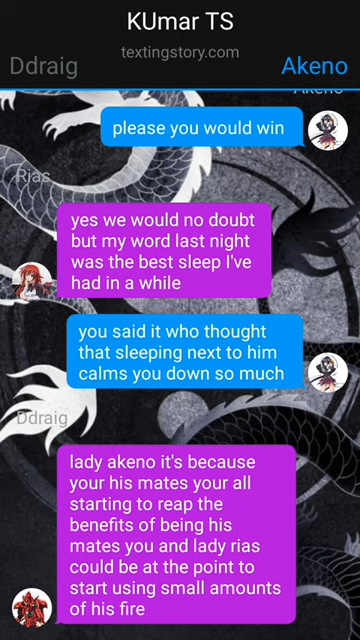 KUmar TS
textingstory.com
Ddraig
Akeno
Akeno
please you would win
Rias
yes we would no doubt
but my word last night
was the best sleep I've
had in a while
you said it who thought
that sleeping next to him
calms you down so much
Ddraig
lady akeno it's because
your his mates your all
starting to reap the
benefits of being his
mates you and lady rias
could be at the point to
start using small amounts
of his fire